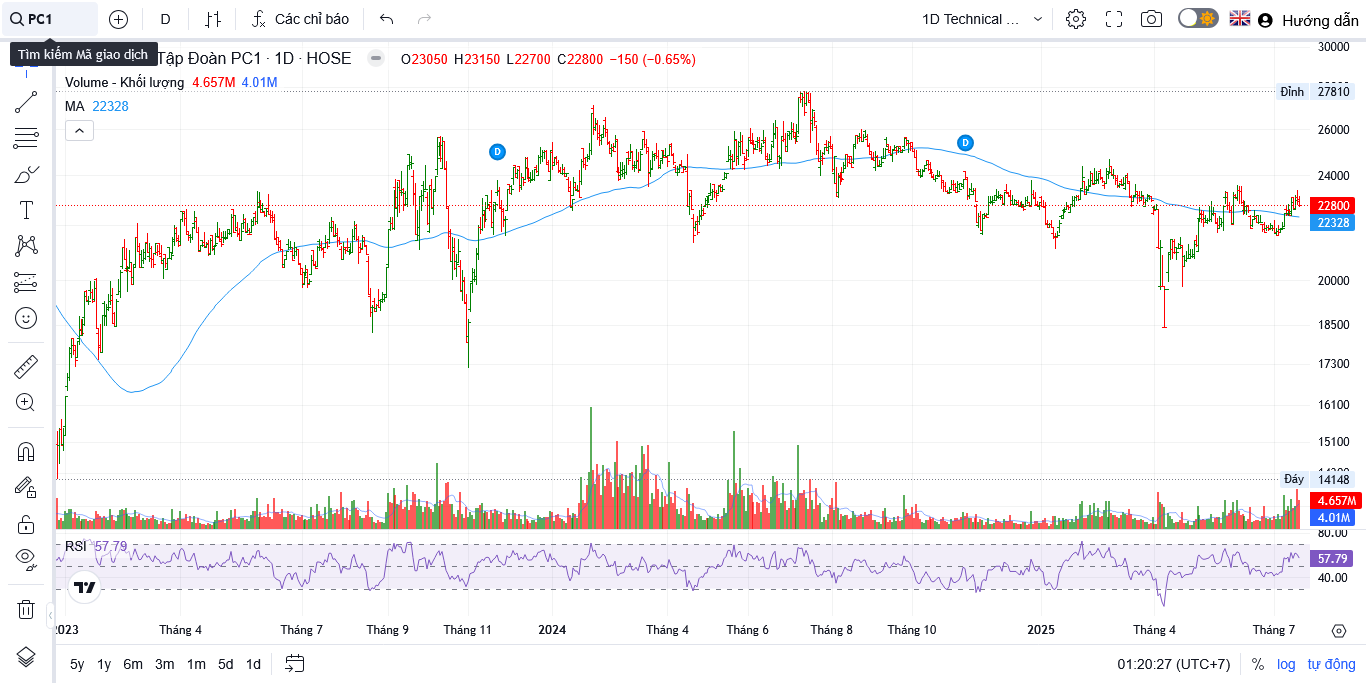 PC1 D Các chỉ báo 1D Technical ... Hướng dẫn
Tìm kiếm Mã giao dịch
Tập Đoàn PC1 · 1D · HOSE O23050 H23150 L22700 C22800 −150 (−0.65%)
Volume - Khối lượng 4.657M 4.01M
MA 22328
30000
Đỉnh 27810
26000
24000
22800
22328
20000
18500
17300
16100
15100
Đáy 14148
4.657M
4.01M
80.00
57.79
40.00
D
D
RSI 57.79
2023 Tháng 4 Tháng 7 Tháng 9 Tháng 11 2024 Tháng 4 Tháng 6 Tháng 8 Tháng 10 2025 Tháng 4 Tháng 7
5y 1y 6m 3m 1m 5d 1d 01:20:27 (UTC+7) % log tự động